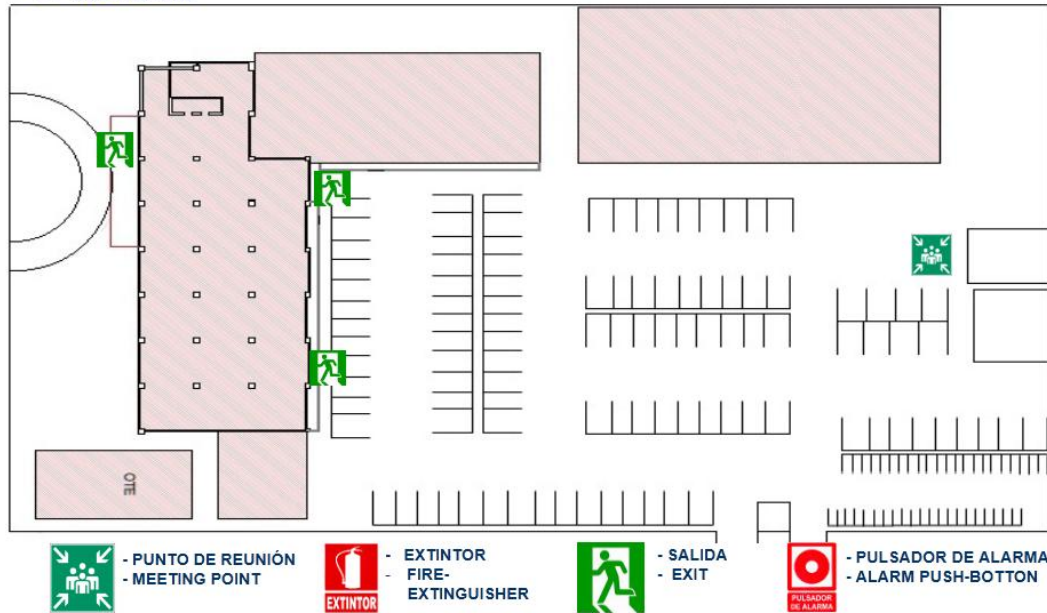 OTE
- PUNTO DE REUNIÓN
- MEETING POINT
EXTINTOR
- EXTINTOR
- FIRE-
EXTINGUISHER
- SALIDA
- EXIT
PULSADOR
DE ALARMA
- PULSADOR DE ALARMA
- ALARM PUSH-BOTTON